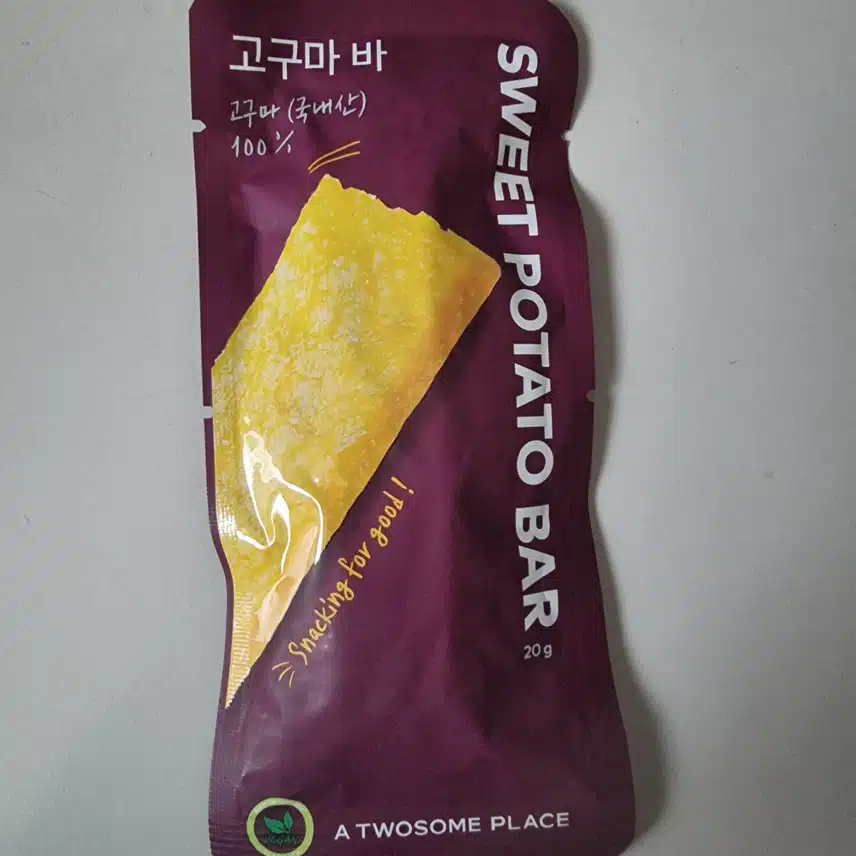 고구마 바
고구마 (국내산)
100%
SWEET POTATO BAR
20g
Snacking for good!
VEGAN
A TWOSOME PLACE